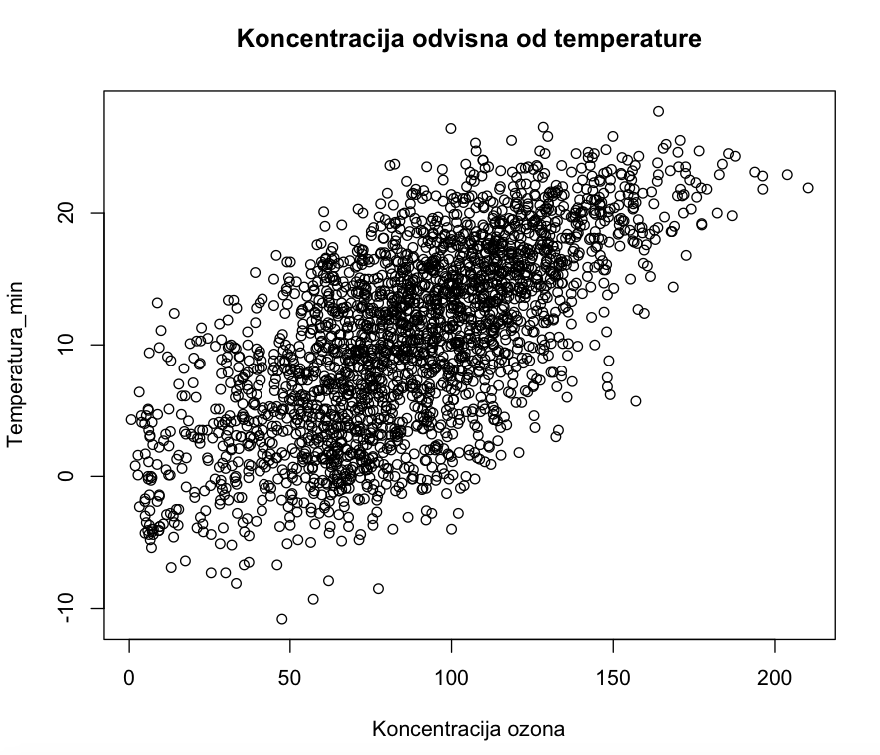 Koncentracija odvisna od temperature
Temperatura_min
20
10
0
-10
0 50 100 150 200
Koncentracija ozona